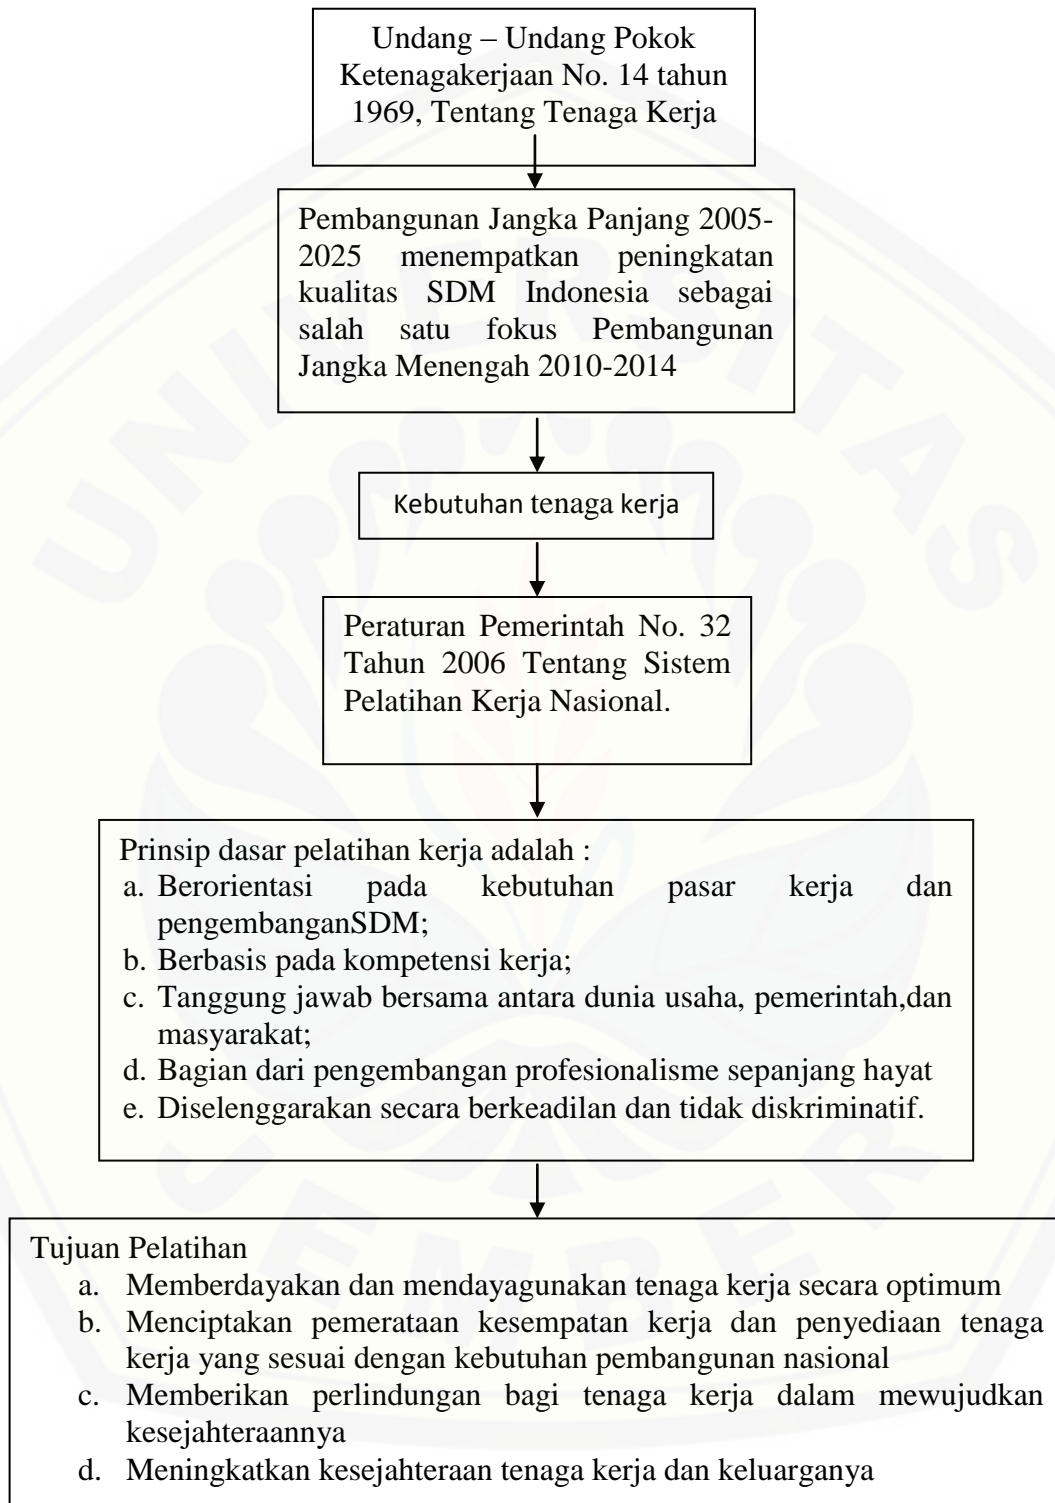 Undang – Undang Pokok
Ketenagakerjaan No. 14 tahun
1969, Tentang Tenaga Kerja
Pembangunan Jangka Panjang 2005-
2025 menempatkan peningkatan
kualitas SDM Indonesia sebagai
salah satu fokus Pembangunan
Jangka Menengah 2010-2014
Kebutuhan tenaga kerja
Peraturan Pemerintah No. 32
Tahun 2006 Tentang Sistem
Pelatihan Kerja Nasional.
Prinsip dasar pelatihan kerja adalah :
a. Berorientasi pada kebutuhan pasar kerja dan
pengembanganSDM;
b. Berbasis pada kompetensi kerja;
c. Tanggung jawab bersama antara dunia usaha, pemerintah,dan
masyarakat;
d. Bagian dari pengembangan profesionalisme sepanjang hayat
e. Diselenggarakan secara berkeadilan dan tidak diskriminatif.
Tujuan Pelatihan
a. Memberdayakan dan mendayagunakan tenaga kerja secara optimum
b. Menciptakan pemerataan kesempatan kerja dan penyediaan tenaga
kerja yang sesuai dengan kebutuhan pembangunan nasional
c. Memberikan perlindungan bagi tenaga kerja dalam mewujudkan
kesejahteraannya
d. Meningkatkan kesejahteraan tenaga kerja dan keluarganya
UNIVERSITAS
JEMBER